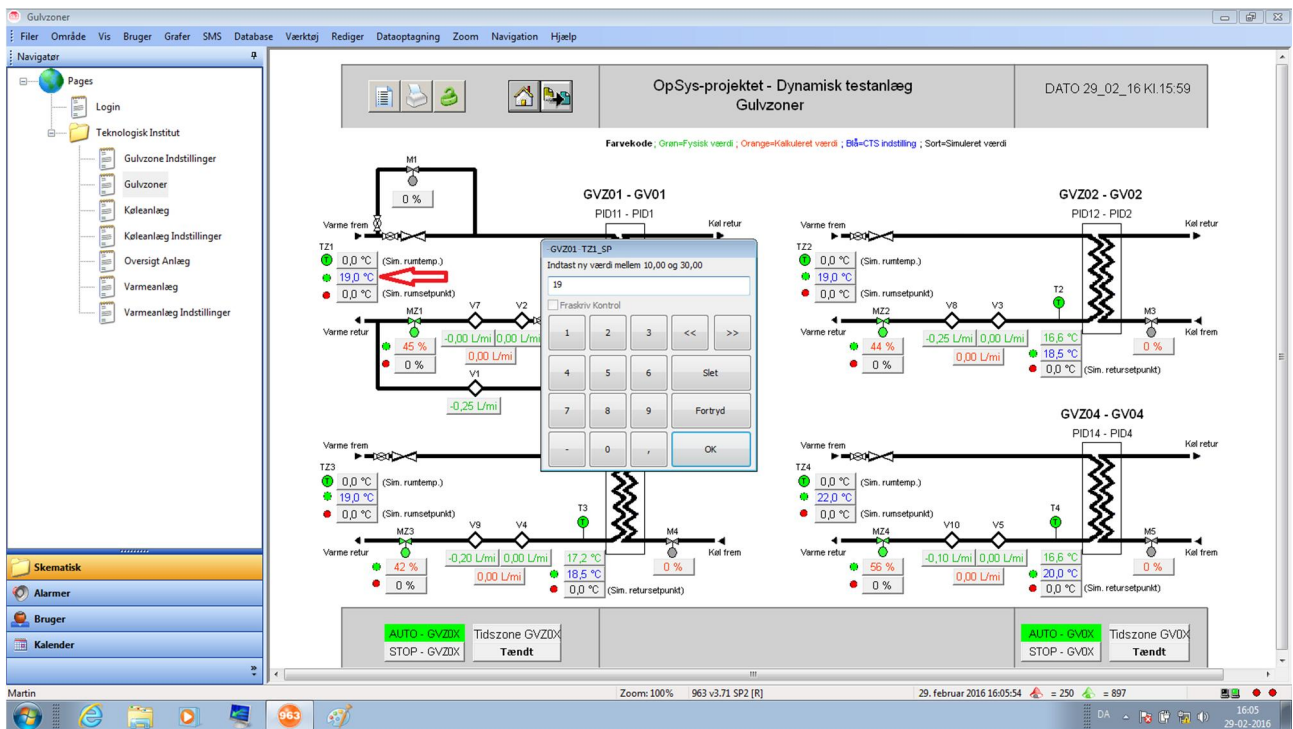 Gulvzoner
Filer Område Vis Bruger Grafer SMS Database Værktøj Rediger Dataoptagning Zoom Navigation Hjælp
Navigatør
Pages
Login
Teknologisk Institut
Gulvzone Indstillinger
Gulvzoner
Køleanlæg
Køleanlæg Indstillinger
Oversigt Anlæg
Varmeanlæg
Varmeanlæg Indstillinger
Skematisk
Alarmer
Bruger
Kalender
OpSys-projektet - Dynamisk testanlæg
Gulvzoner
DATO 29_02_16 Kl.15:59
Farvekode ; Grøn=Fysisk værdi ; Orange=Kalkuleret værdi ; Blå=CTS indstilling ; Sort=Simuleret værdi
M1
0 %
GVZ01 - GV01
PID11 - PID1
Varme frem
Køl retur
TZ1
T 0,0 °C (Sim. rumtemp.)
19,0 °C
0,0 °C (Sim. rumsetpunkt)
MZ1
V7
V2
Varme retur
45 %
0 %
-0,00 L/mi 0,00 L/mi
0,00 L/mi
V1
-0,25 L/mi
-GVZ01-TZ1_SP
Indtast ny værdi mellem 10,00 og 30,00
19
Fraskriv Kontrol
1 2 3 << >>
4 5 6 Slet
7 8 9 Fortryd
- 0 , OK
GVZ02 - GV02
PID12 - PID2
Varme frem
Køl retur
TZ2
T 0,0 °C (Sim. rumtemp.)
19,0 °C
0,0 °C (Sim. rumsetpunkt)
MZ2
V8
V3
T2
T
M3
Varme retur
Køl frem
44 %
0 %
-0,25 L/mi 0,00 L/mi
0,00 L/mi
16,6 °C
18,5 °C
0,0 °C (Sim. retursetpunkt)
0 %
Varme frem
TZ3
T 0,0 °C (Sim. rumtemp.)
19,0 °C
0,0 °C (Sim. rumsetpunkt)
MZ3
V9
V4
T3
T
M4
Varme retur
Køl frem
42 %
0 %
-0,20 L/mi 0,00 L/mi
0,00 L/mi
17,2 °C
18,5 °C
0,0 °C (Sim. retursetpunkt)
0 %
GVZ04 - GV04
PID14 - PID4
Varme frem
Køl retur
TZ4
T 0,0 °C (Sim. rumtemp.)
22,0 °C
0,0 °C (Sim. rumsetpunkt)
MZ4
V10
V5
T4
T
M5
Varme retur
Køl frem
56 %
0 %
-0,10 L/mi 0,00 L/mi
0,00 L/mi
16,6 °C
20,0 °C
0,0 °C (Sim. retursetpunkt)
0 %
AUTO - GVZ0X
STOP - GVZ0X
Tidszone GVZ0X
Tændt
AUTO - GV0X
STOP - GV0X
Tidszone GV0X
Tændt
Martin
Zoom: 100%
963 v3.71 SP2 [R]
29. februar 2016 16:05:54
= 250
= 897
963
DA
16:05
29-02-2016